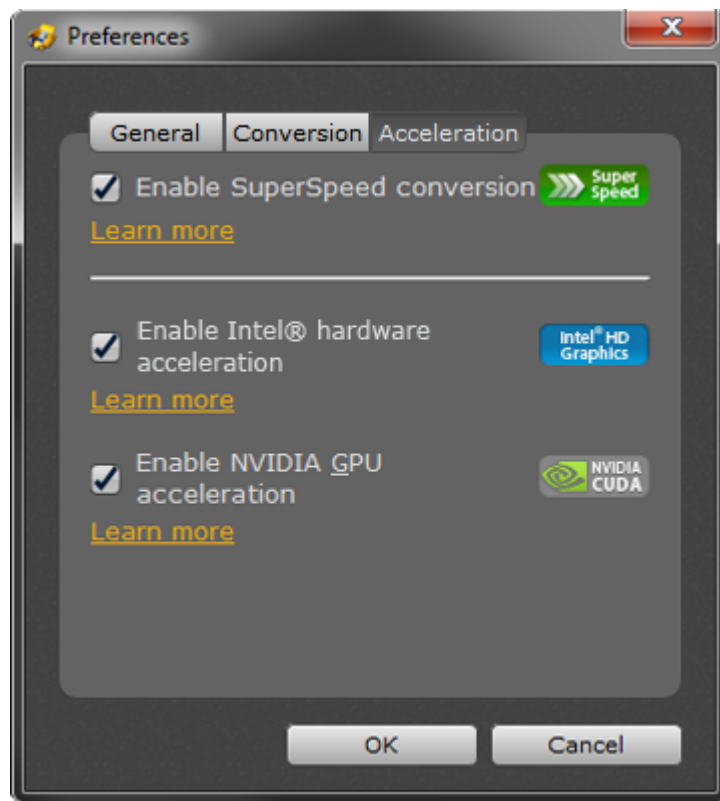 Preferences
General Conversion Acceleration
Enable SuperSpeed conversion
Super
Speed
Learn more
Enable Intel® hardware
acceleration
Intel® HD
Graphics
Learn more
Enable NVIDIA GPU
acceleration
NVIDIA
CUDA
Learn more
OK Cancel